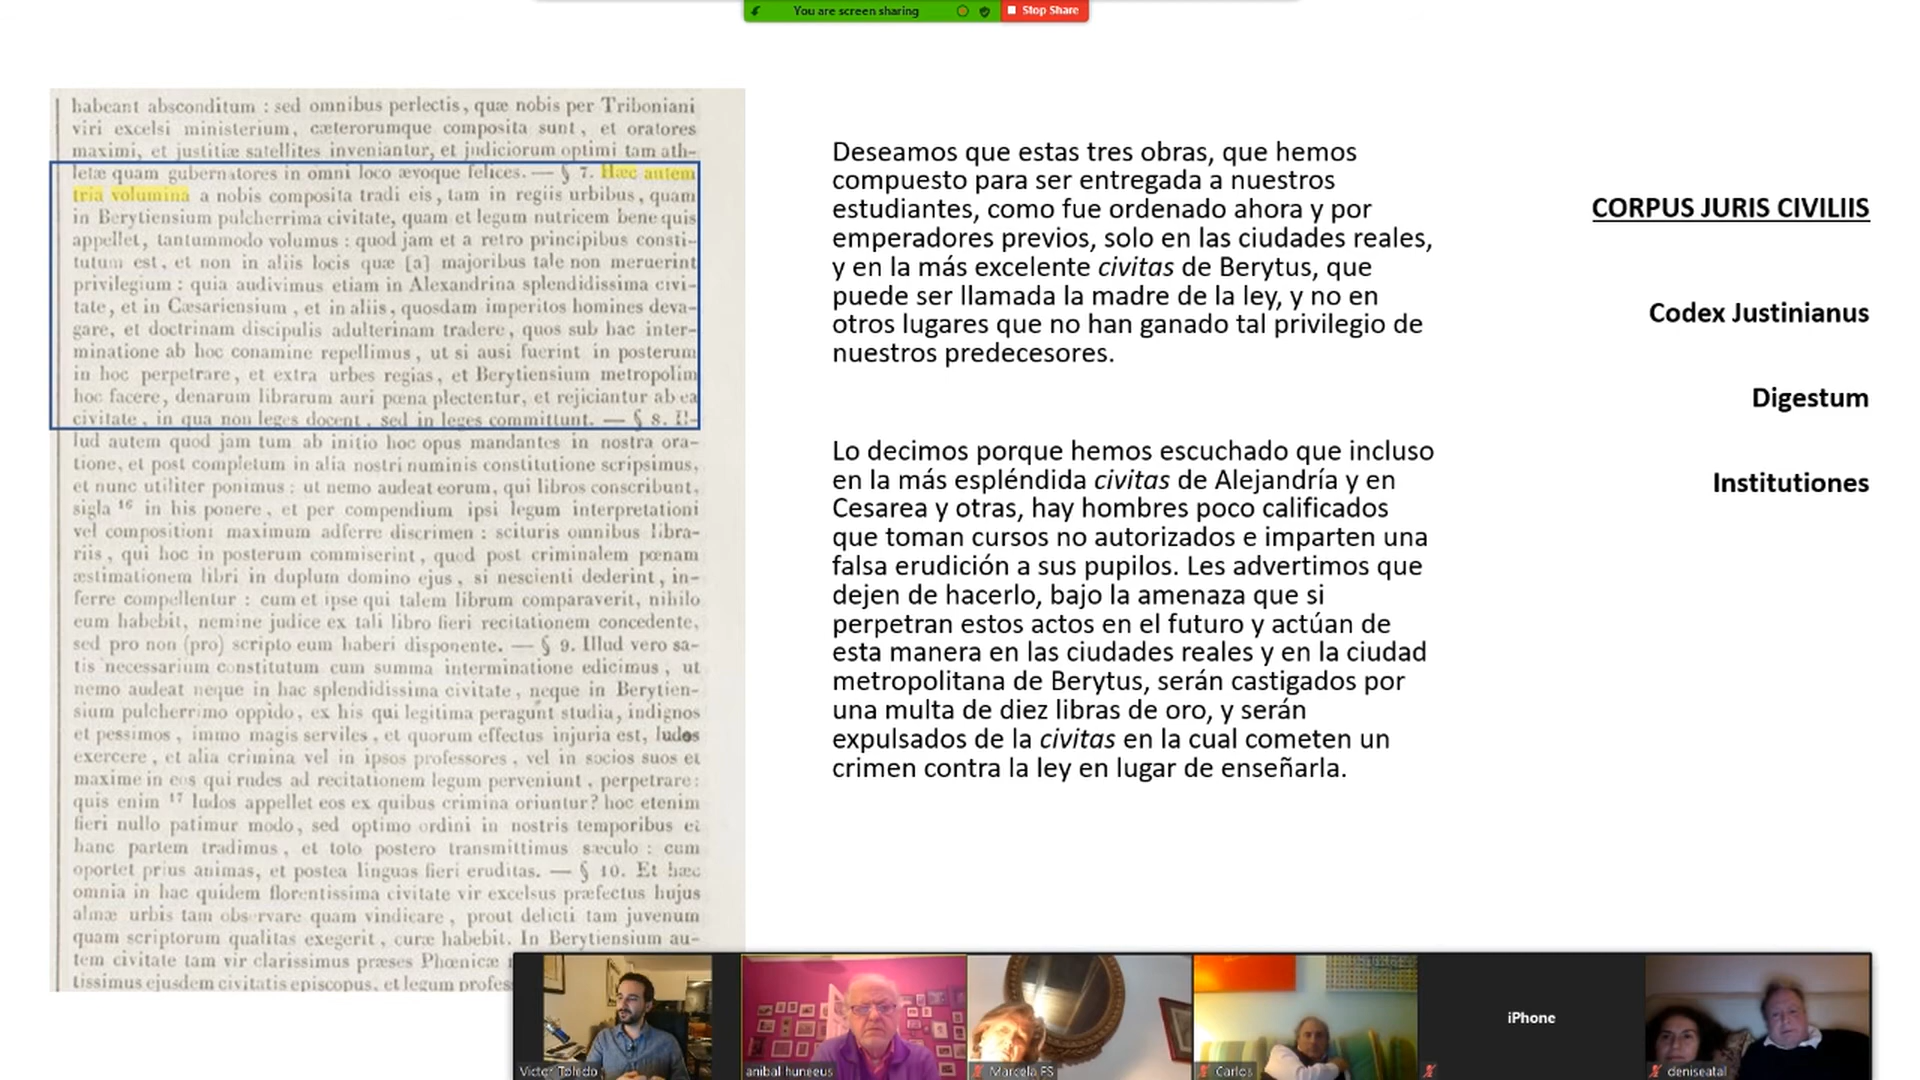 You are screen sharing
Stop Share
habeant absconditum : sed omnibus perlectis, quæ nobis per Triboniani
viri excelsi ministerium, cæterorumque composita sunt, et oratores
maximi, et justitiæ satellites inveniantur, et judiciorum optimi tam ath-
letæ quam gubernatores in omni loco ævoque felices. — § 7. Hæc autem
tria volumina a nobis composita tradi eis, tam in regiis urbibus, quam
in Berytiensium pulcherrima civitate, quam et legum nutricem bene quis
appellet, tantummodo volumus : quod jam et a retro principibus consti-
tutum est, et non in aliis locis quæ [a] majoribus tale non meruerint
privilegium : quia audivimus etiam in Alexandrina splendidissima civi-
tate, et in Cæsariensium, et in aliis, quosdam imperitos homines deva-
gare, et doctrinam discipulis adulterinam tradere, quos sub hac inter-
minatione ab hoc conamine repellimus, ut si ausi fuerint in posterum
in hoc perpetrare, et extra urbes regias, et Berytiensium metropolim
hoc facere, denarum librarum auri pœna plectentur, et rejiciantur ab ea
civitate, in qua non leges docent, sed in leges committunt. — § 8. Il-
lud autem quod jam tum ab initio hoc opus mandantes in nostra ora-
tione, et post completum in alia nostri numinis constitutione scripsimus,
et nunc utiliter ponimus : ut nemo audeat eorum, qui libros conscribunt,
sigla 16 in his ponere, et per compendium ipsi legum interpretationi
vel compositioni maximum adferre discrimen : scituris omnibus libra-
riis, qui hoc in posterum commiserint, quod post criminalem pœnam
æstimationem libri in duplum domino ejus, si nescienti dederint, in-
ferre compellentur : cum et ipse qui talem librum comparaverit, nihilo
eum habebit, nemine judice ex tali libro fieri recitationem concedente,
sed pro non (pro) scripto eum haberi disponente. — § 9. Illud vero sa-
tis necessarium constitutum cum summa interminatione edicimus, ut
nemo audeat neque in hac splendidissima civitate, neque in Berytien-
sium pulcherrimo oppido, ex his qui legitima peragunt studia, indignos
et pessimos, immo magis serviles, et quorum effectus injuria est, ludos
exercere, et alia crimina vel in ipsos professores, vel in socios suos et
maxime in eos qui rudes ad recitationem legum perveniunt, perpetrare:
quis enim 17 ludos appellet eos ex quibus crimina oriuntur? hoc etenim
fieri nullo patimur modo, sed optimo ordini in nostris temporibus et
hanc partem tradimus, et toto postero transmittimus sæculo : cum
oportet prius animas, et postea linguas fieri eruditas. — § 10. Et hæc
omnia in hac quidem florentissima civitate vir excelsus præfectus hujus
almæ urbis tam observare quam vindicare, prout delicti tam juvenum
quam scriptorum qualitas exegerit, curæ habebit. In Berytiensium au-
tem civitate tam vir clarissimus præses Phœnicæ
tissimus ejusdem civitatis episcopus, et legum profes
Deseamos que estas tres obras, que hemos
compuesto para ser entregada a nuestros
estudiantes, como fue ordenado ahora y por
emperadores previos, solo en las ciudades reales,
y en la más excelente civitas de Berytus, que
puede ser llamada la madre de la ley, y no en
otros lugares que no han ganado tal privilegio de
nuestros predecesores.
Lo decimos porque hemos escuchado que incluso
en la más espléndida civitas de Alejandría y en
Cesarea y otras, hay hombres poco calificados
que toman cursos no autorizados e imparten una
falsa erudición a sus pupilos. Les advertimos que
dejen de hacerlo, bajo la amenaza que si
perpetran estos actos en el futuro y actúan de
esta manera en las ciudades reales y en la ciudad
metropolitana de Berytus, serán castigados por
una multa de diez libras de oro, y serán
expulsados de la civitas en la cual cometen un
crimen contra la ley en lugar de enseñarla.
CORPUS JURIS CIVILIIS
Codex Justinianus
Digestum
Institutiones
Victor Toledo
anibal huneeus
Marcela FS
Carlos
iPhone
deniseatal